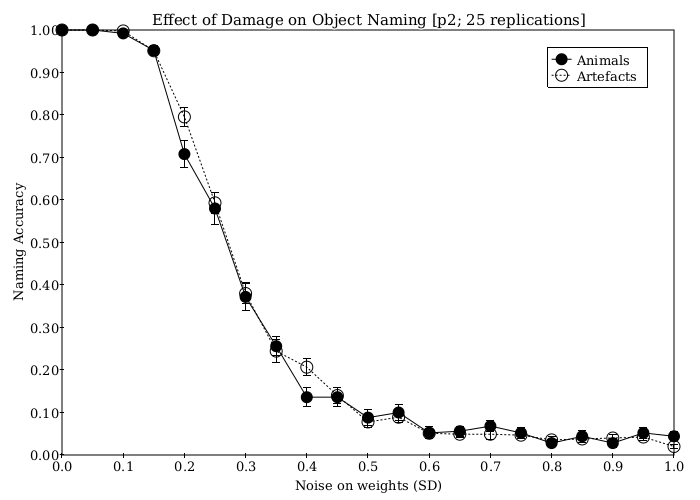 Effect of Damage on Object Naming [p2; 25 replications]
1.00
0.90
0.80
0.70
0.60
0.50
0.40
0.30
0.20
0.10
0.00
Naming Accuracy
Animals
Artefacts
0.0 0.1 0.2 0.3 0.4 0.5 0.6 0.7 0.8 0.9 1.0
Noise on weights (SD)